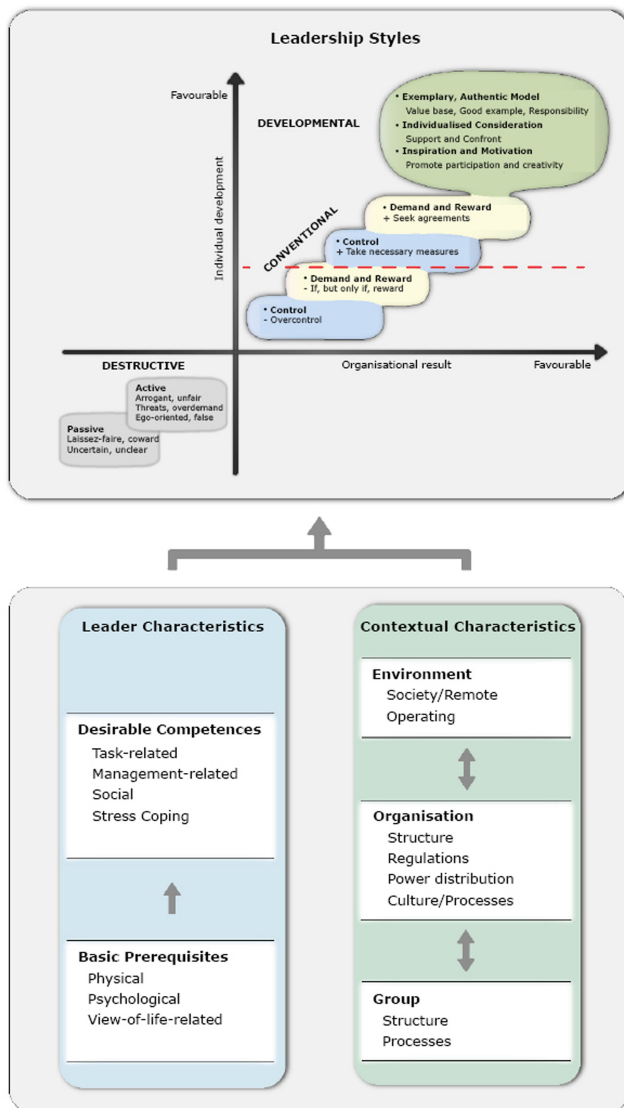 Leadership Styles
Favourable
Individual development
DEVELOPMENTAL
• Exemplary, Authentic Model
Value base, Good example, Responsibility
• Individualised Consideration
Support and Confront
• Inspiration and Motivation
Promote participation and creativity
CONVENTIONAL
• Demand and Reward
+ Seek agreements
• Control
+ Take necessary measures
• Demand and Reward
- If, but only if, reward
• Control
- Overcontrol
DESTRUCTIVE
Organisational result
Favourable
Active
Arrogant, unfair
Threats, overdemand
Ego-oriented, false
Passive
Laissez-faire, coward
Uncertain, unclear
Leader Characteristics
Desirable Competences
Task-related
Management-related
Social
Stress Coping
Basic Prerequisites
Physical
Psychological
View-of-life-related
Contextual Characteristics
Environment
Society/Remote
Operating
Organisation
Structure
Regulations
Power distribution
Culture/Processes
Group
Structure
Processes